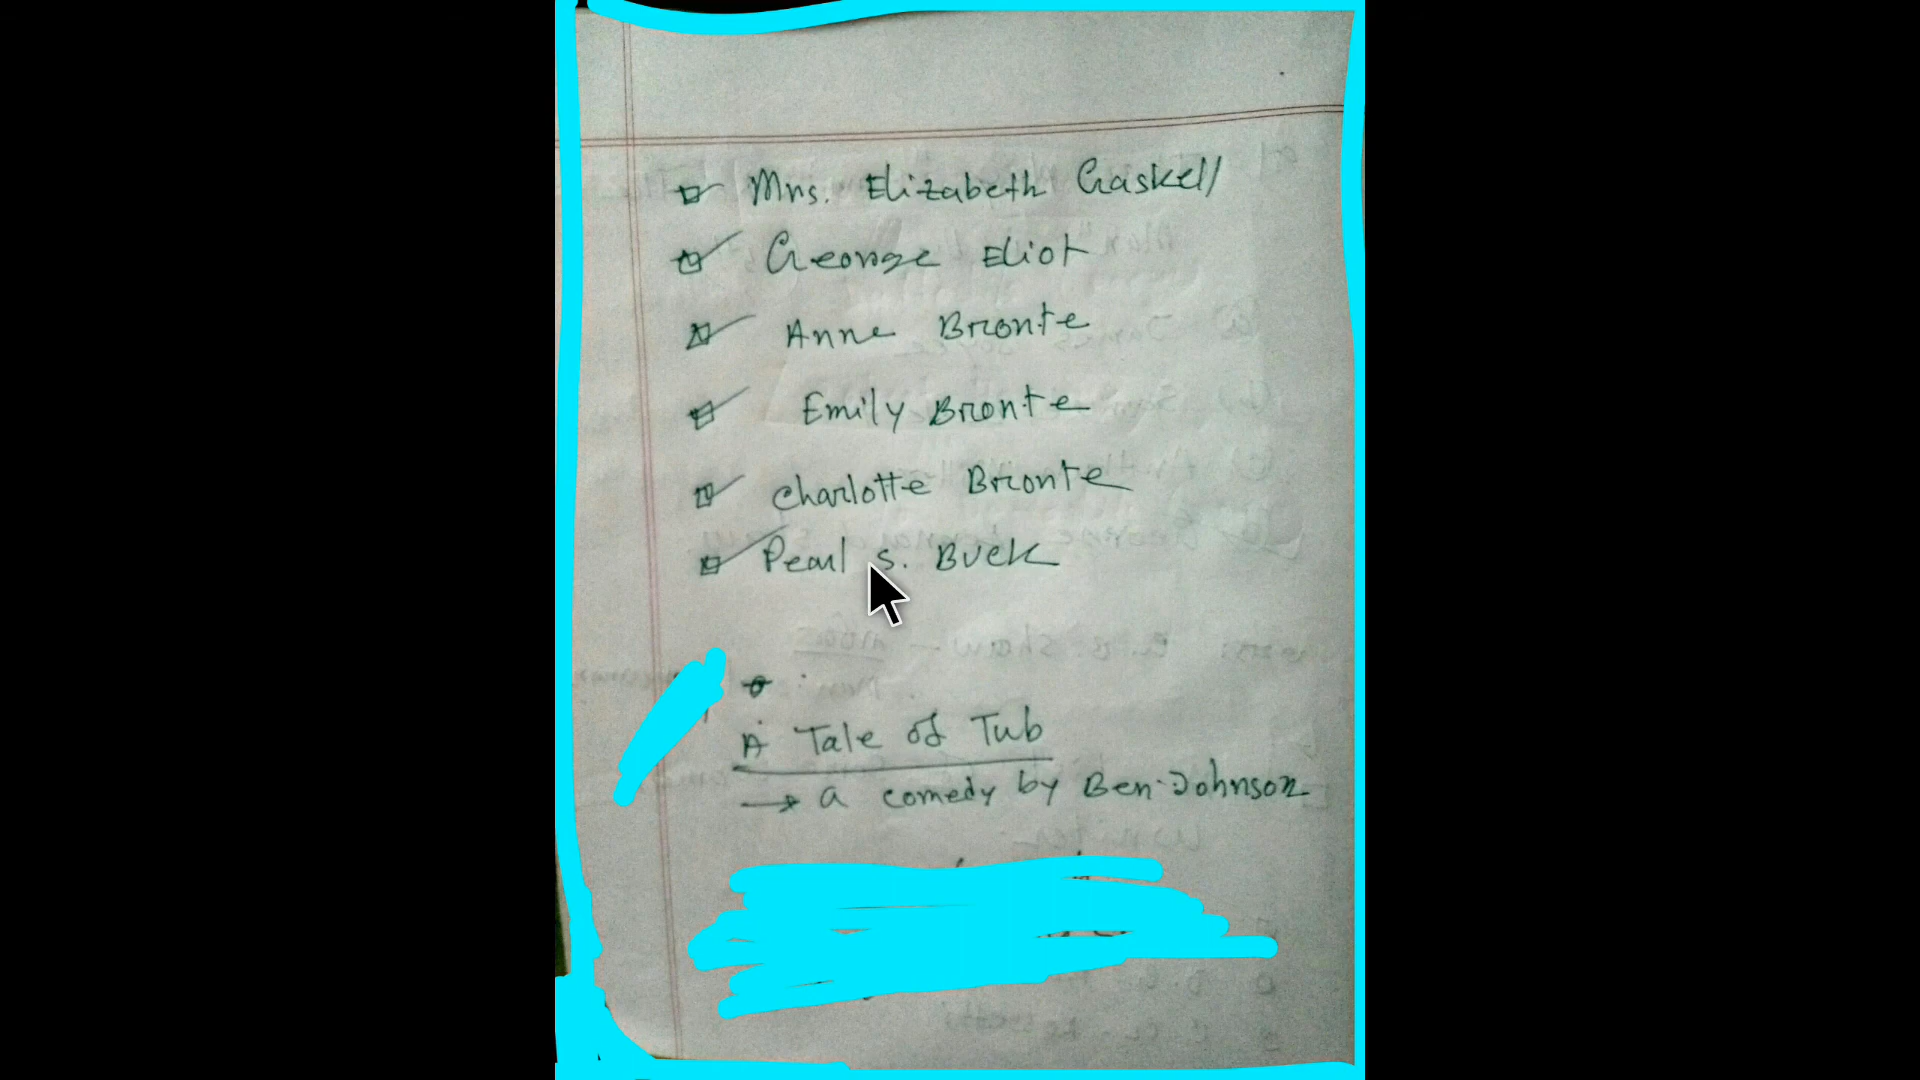 Mrs. Elizabeth Gaskell
George Eliot
Anne Bronte
Emily Bronte
Charlotte Bronte
Pearl S. Buck
A Tale of Tub
→ a comedy by Ben Johnson